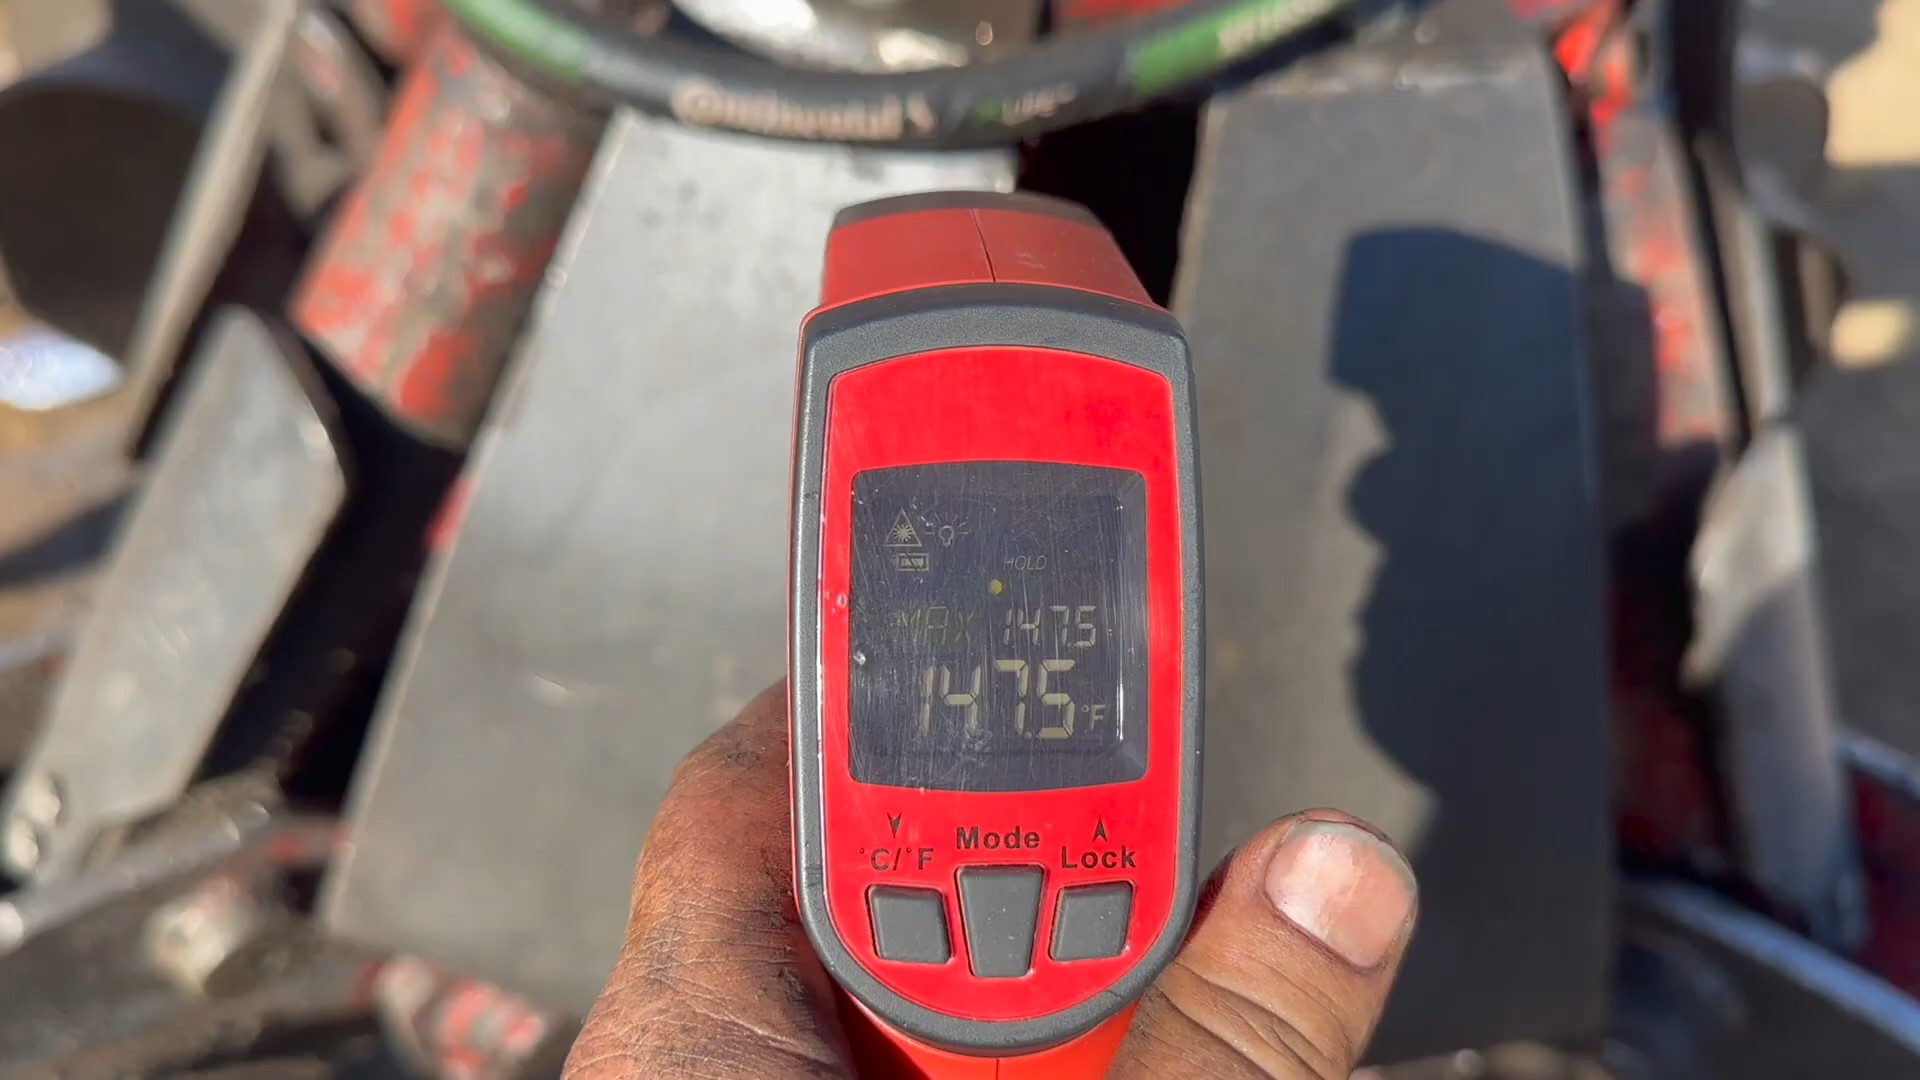 Continental
HOLD
MAX 147.5
147.5 °F
Mode
°C/°F
Lock